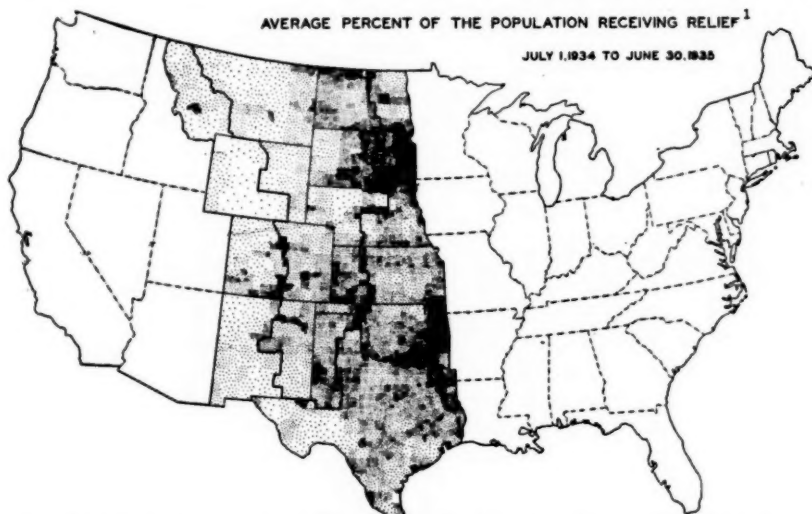 AVERAGE PERCENT OF THE POPULATION RECEIVING RELIEF 1
JULY 1, 1934 TO JUNE 30, 1935